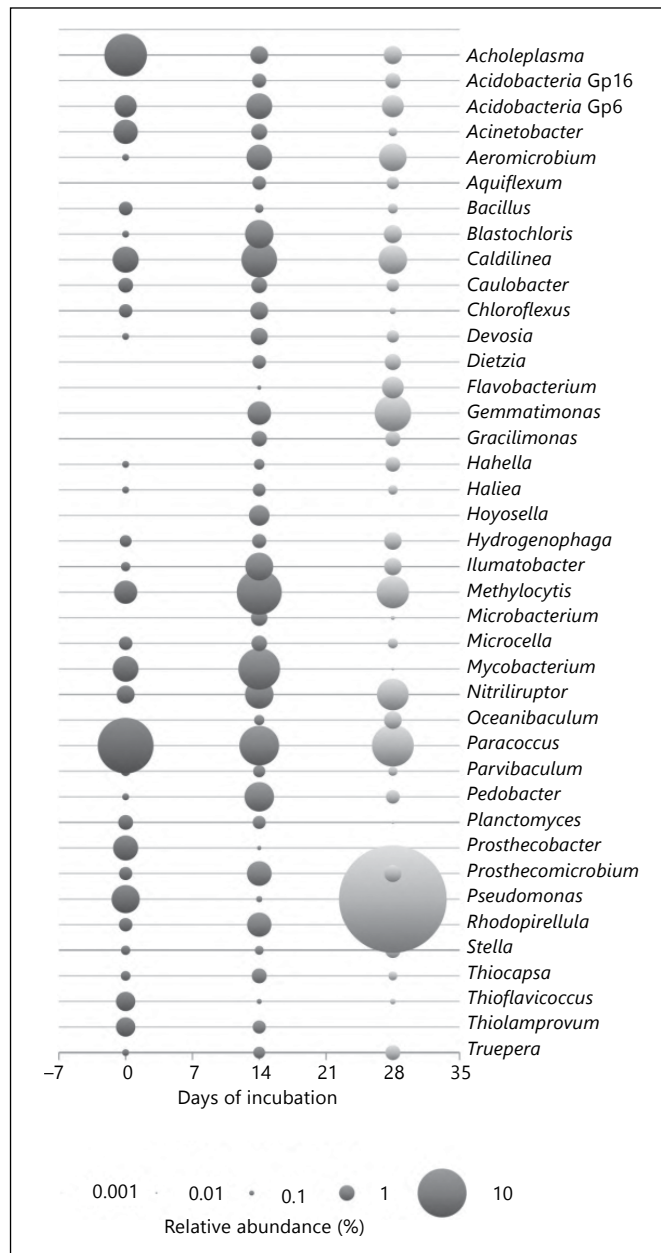 Acholeplasma
Acidobacteria Gp16
Acidobacteria Gp6
Acinetobacter
Aeromicrobium
Aquiflexum
Bacillus
Blastochloris
Caldilinea
Caulobacter
Chloroflexus
Devosia
Dietzia
Flavobacterium
Gemmatimonas
Gracilimonas
Hahella
Haliea
Hoyosella
Hydrogenophaga
Ilumatobacter
Methylocytis
Microbacterium
Microcella
Mycobacterium
Nitriliruptor
Oceanibaculum
Paracoccus
Parvibaculum
Pedobacter
Planctomyces
Prosthecobacter
Prosthecomicrobium
Pseudomonas
Rhodopirellula
Stella
Thiocapsa
Thioflavicoccus
Thiolamprovum
Truepera
–7 0 7 14 21 28 35
Days of incubation
0.001 0.01 0.1 1 10
Relative abundance (%)